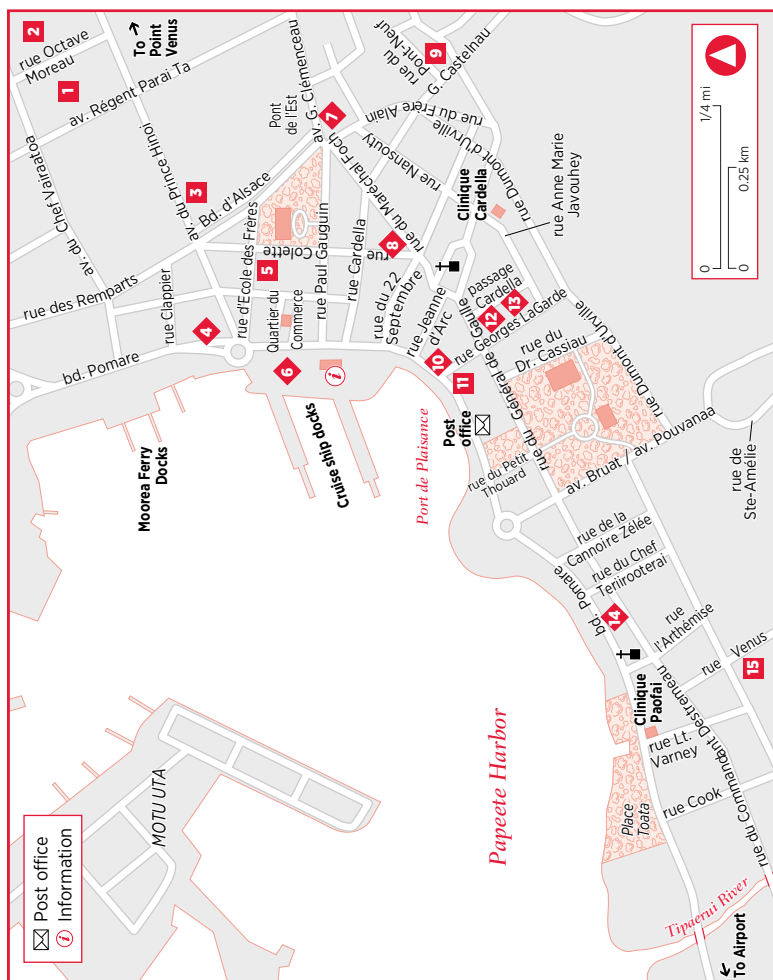 Post office
i Information
MOTU UTA
Papeete Harbor
Port de Plaisance
Moorea Ferry
Docks
Cruise ship docks
Post
office
To
Point
Venus
To Airport
Tipaerui River
Place
Toata
Clinique
Paofai
Clinique
Cardella
Pont
de l'Est
rue Octave
Moreau
av. du Chef Vairaatoa
av. Régent Parai Ta
av. du Prince Hinoi
Bd. d'Alsace
av. G. Clémenceau
rue du
Pont-Neuf
G. Castelnau
rue du Frère Alain
rue Nansouty
rue du Maréchal Foch
rue Dumont d'Urville
rue des Remparts
rue Clappier
rue d'Ecole des Frères
rue Colette
Quartier du
Commerce
rue Paul Gauguin
rue Cardella
rue du 22
Septembre
rue Jeanne
d'Arc
bd. Pomare
passage
Cardella
rue Georges LaGarde
rue du Général de Gaulle
rue du
Dr. Cassiau
rue Anne Marie
Javouhey
rue Dumont d'Urville
rue du Petit
Thouard
av. Bruat / av. Pouvanaa
rue de
Ste-Amélie
rue de la
Cannoire Zélée
rue du Chef
Teriirooterai
bd. Pomare
rue
l'Arthémise
rue Venus
rue du Commandant Destremeau
rue Lt.
Varney
rue Cook
1
2
3
4
5
6
7
8
9
10
11
12
13
14
15
i
0
1/4 mi
0
0.25 km